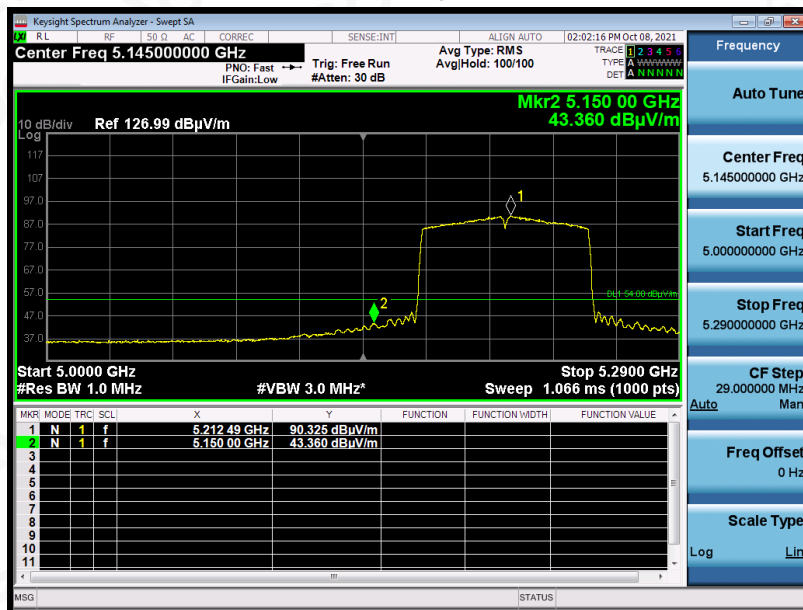 Keysight Spectrum Analyzer - Swept SA
LXI RL RF 50 Ω AC CORREC SENSE:INT ALIGN AUTO 02:02:16 PM Oct 08, 2021
Center Freq 5.145000000 GHz
PNO: Fast
IFGain:Low
Trig: Free Run
#Atten: 30 dB
Avg Type: RMS
Avg|Hold: 100/100
TRACE 1 2 3 4 5 6
TYPE A WWWWW
DET A N N N N N
Mkr2 5.150 00 GHz
43.360 dBµV/m
10 dB/div Ref 126.99 dBµV/m
Log
117
107
97.0
87.0
77.0
67.0
57.0
47.0
37.0
1
2
DL1 54.00 dBµV/m
Start 5.0000 GHz Stop 5.2900 GHz
#Res BW 1.0 MHz #VBW 3.0 MHz* Sweep 1.066 ms (1000 pts)
MKR MODE TRC SCL X Y FUNCTION FUNCTION WIDTH FUNCTION VALUE
1 N 1 f 5.212 49 GHz 90.325 dBµV/m
2 N 1 f 5.150 00 GHz 43.360 dBµV/m
3
4
5
6
7
8
9
10
11
MSG STATUS
Frequency
Auto Tune
Center Freq
5.145000000 GHz
Start Freq
5.000000000 GHz
Stop Freq
5.290000000 GHz
CF Step
29.000000 MHz
Auto Man
Freq Offset
0 Hz
Scale Type
Log Lin